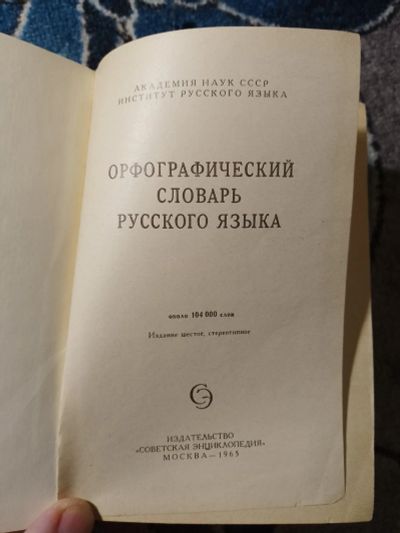 АКАДЕМИЯ НАУК СССР
ИНСТИТУТ РУССКОГО ЯЗЫКА
ОРФОГРАФИЧЕСКИЙ
СЛОВАРЬ
РУССКОГО ЯЗЫКА
около 104 000 слов
Издание шестое, стереотипное
СЭ
ИЗДАТЕЛЬСТВО
«СОВЕТСКАЯ ЭНЦИКЛОПЕДИЯ»
МОСКВА — 1965